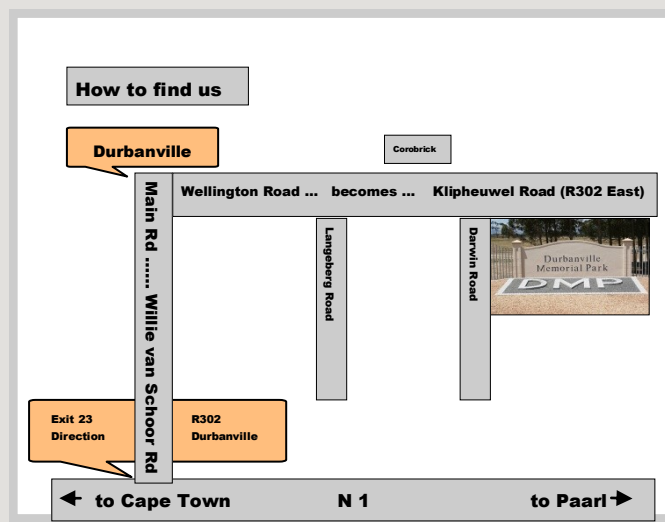 How to find us
Durbanville
Corobrick
Wellington Road ... becomes ... Klipheuwel Road (R302 East)
Main Rd ...... Willie van Schoor Rd
Langeberg Road
Darwin Road
Durbanville
Memorial Park
DMP
Exit 23
Direction
R302
Durbanville
to Cape Town N 1 to Paarl